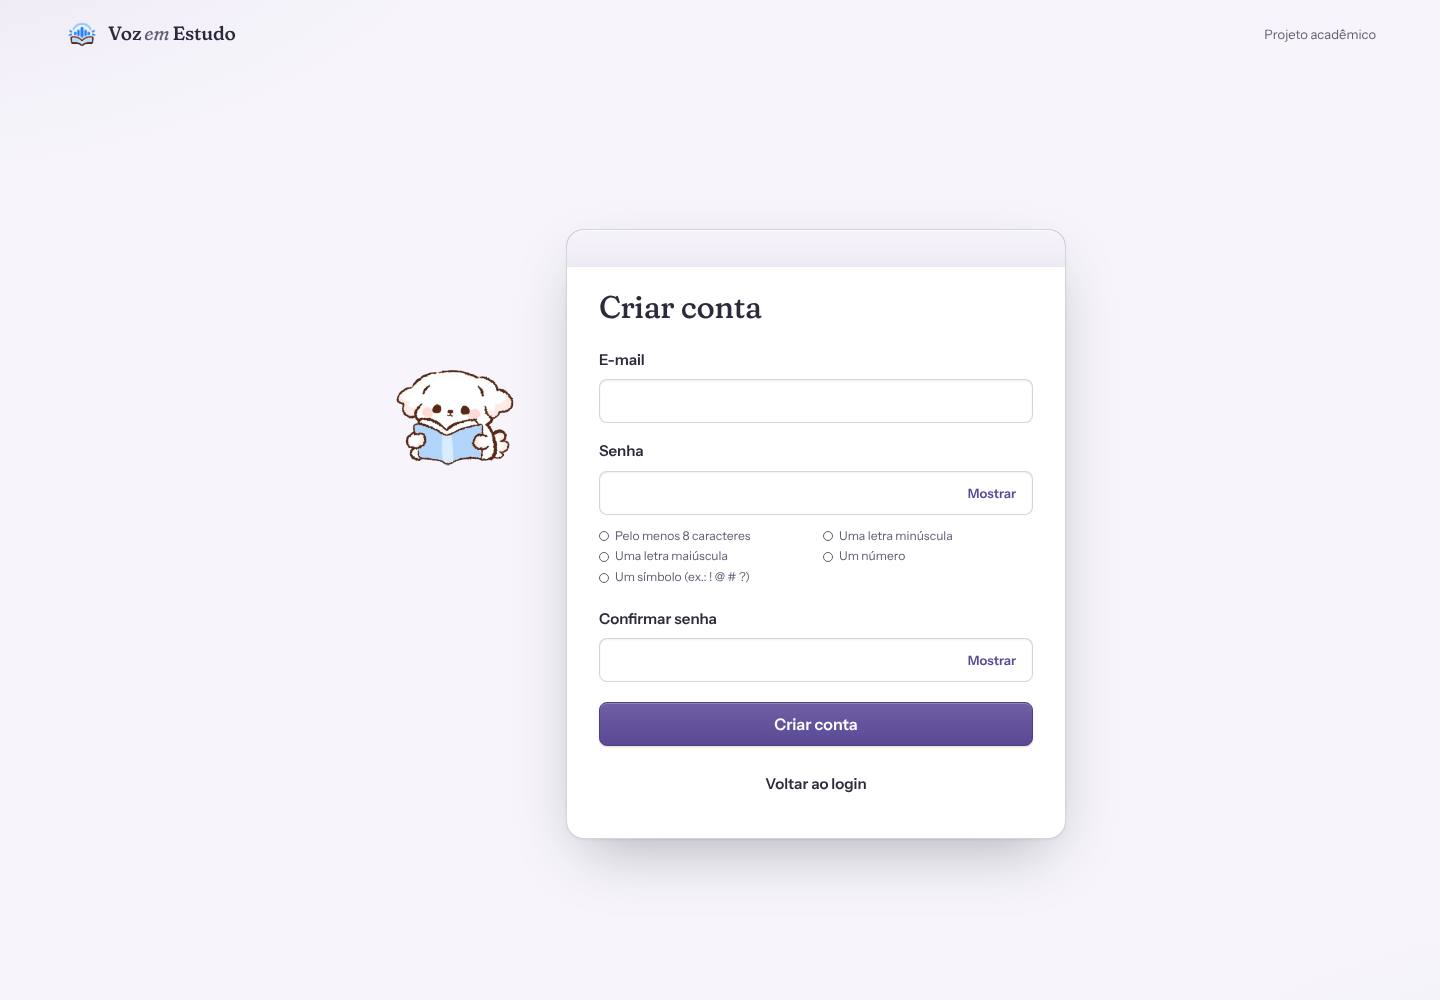 Voz em Estudo
Projeto acadêmico
Criar conta
E-mail
Senha
Mostrar
Pelo menos 8 caracteres
Uma letra minúscula
Uma letra maiúscula
Um número
Um símbolo (ex.: ! @ # ?)
Confirmar senha
Mostrar
Criar conta
Voltar ao login